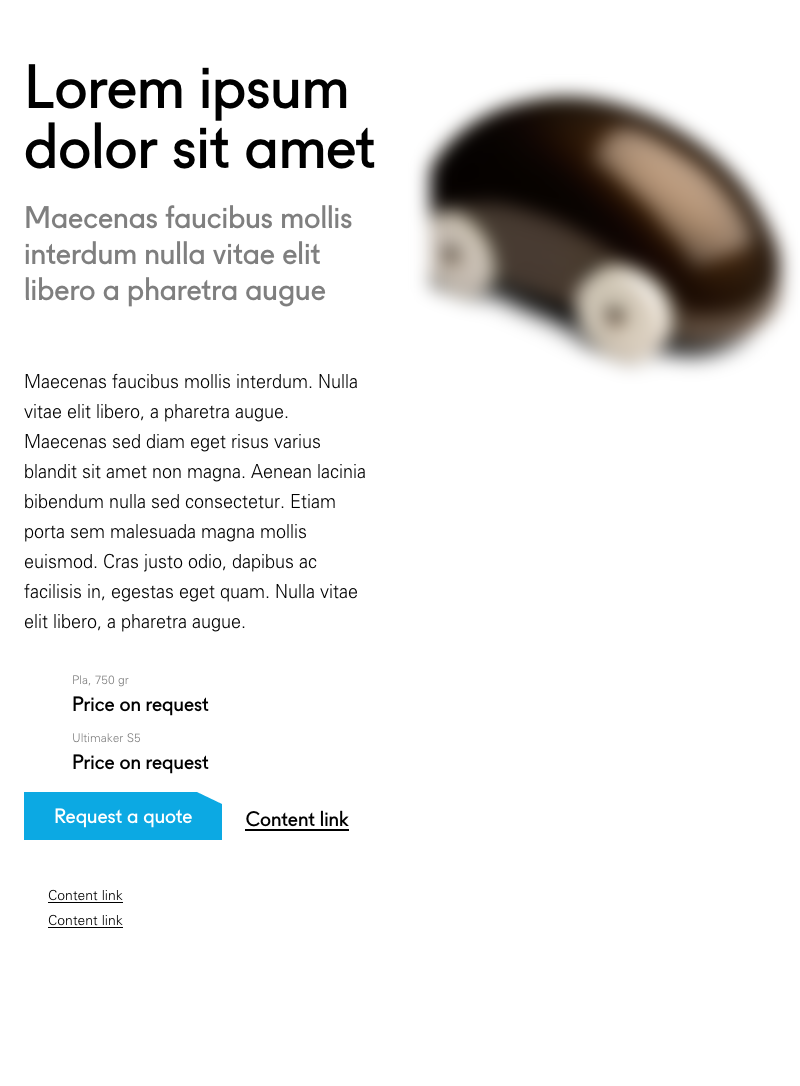 Lorem ipsum
dolor sit amet
Maecenas faucibus mollis
interdum nulla vitae elit
libero a pharetra augue
Maecenas faucibus mollis interdum. Nulla
vitae elit libero, a pharetra augue.
Maecenas sed diam eget risus varius
blandit sit amet non magna. Aenean lacinia
bibendum nulla sed consectetur. Etiam
porta sem malesuada magna mollis
euismod. Cras justo odio, dapibus ac
facilisis in, egestas eget quam. Nulla vitae
elit libero, a pharetra augue.
Pla, 750 gr
Price on request
Ultimaker S5
Price on request
Request a quote
Content link
Content link
Content link